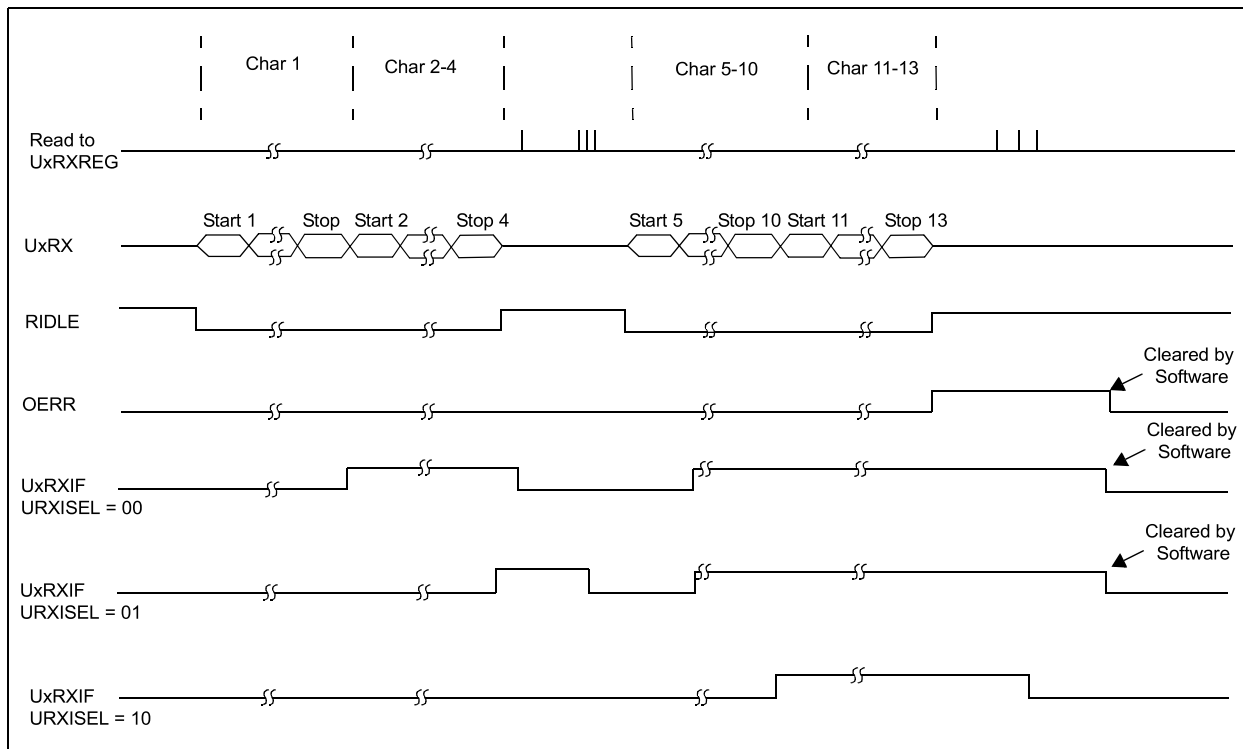 Char 1
Char 2-4
Char 5-10
Char 11-13
Read to
UxRXREG
Start 1
Stop
Start 2
Stop 4
Start 5
Stop 10
Start 11
Stop 13
UxRX
RIDLE
Cleared by
Software
OERR
Cleared by
Software
UxRXIF
URXISEL = 00
Cleared by
Software
UxRXIF
URXISEL = 01
UxRXIF
URXISEL = 10